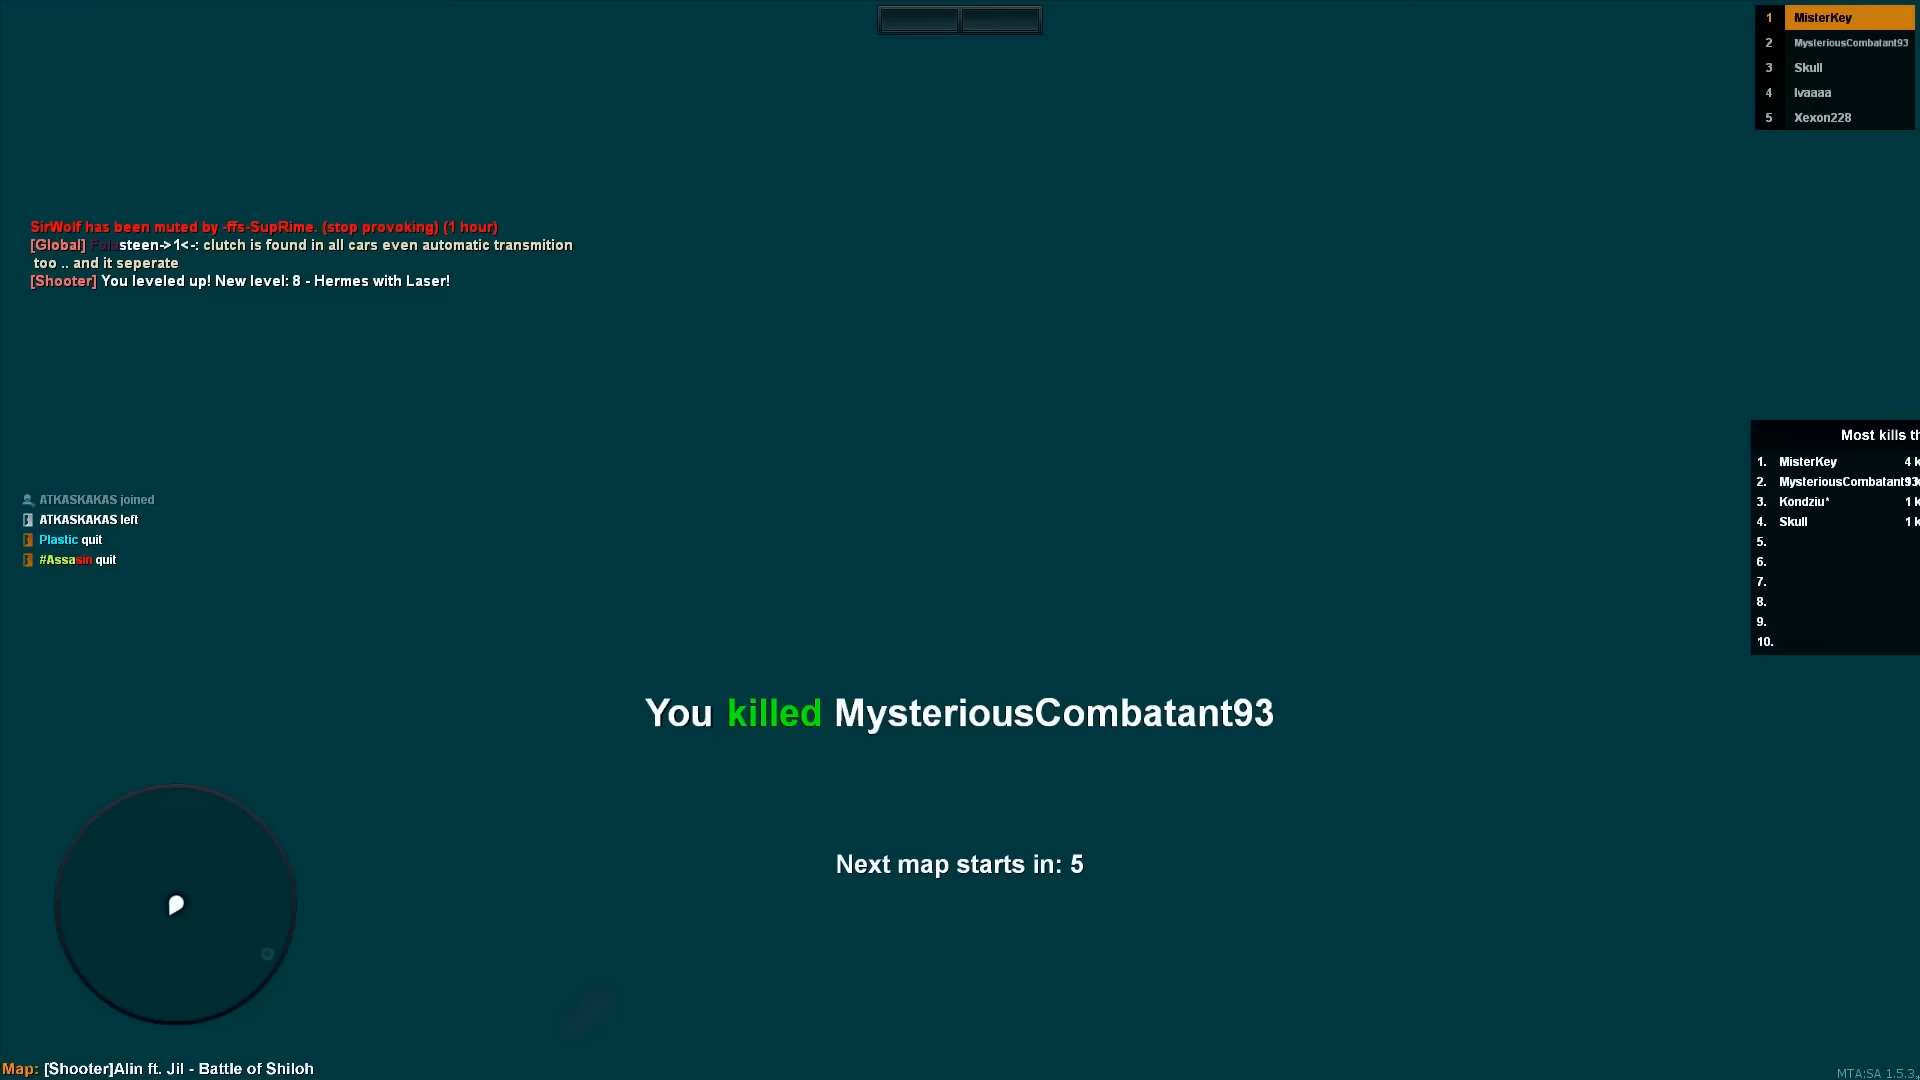 1 MisterKey
2 MysteriousCombatant93
3 Skull
4 Ivaaaa
5 Xexon228
SirWolf has been muted by -ffs-SupRime. (stop provoking) (1 hour)
[Global] Falasteen->1<-: clutch is found in all cars even automatic transmition
too .. and it seperate
[Shooter] You leveled up! New level: 8 - Hermes with Laser!
Most kills th
1. MisterKey 4 k
2. MysteriousCombatant93
3. Kondziu* 1 k
4. Skull 1 k
5.
6.
7.
8.
9.
10.
ATKASKAKAS joined
ATKASKAKAS left
Plastic quit
#Assasin quit
You killed MysteriousCombatant93
Next map starts in: 5
Map: [Shooter]Alin ft. Jil - Battle of Shiloh
MTA:SA 1.5.3